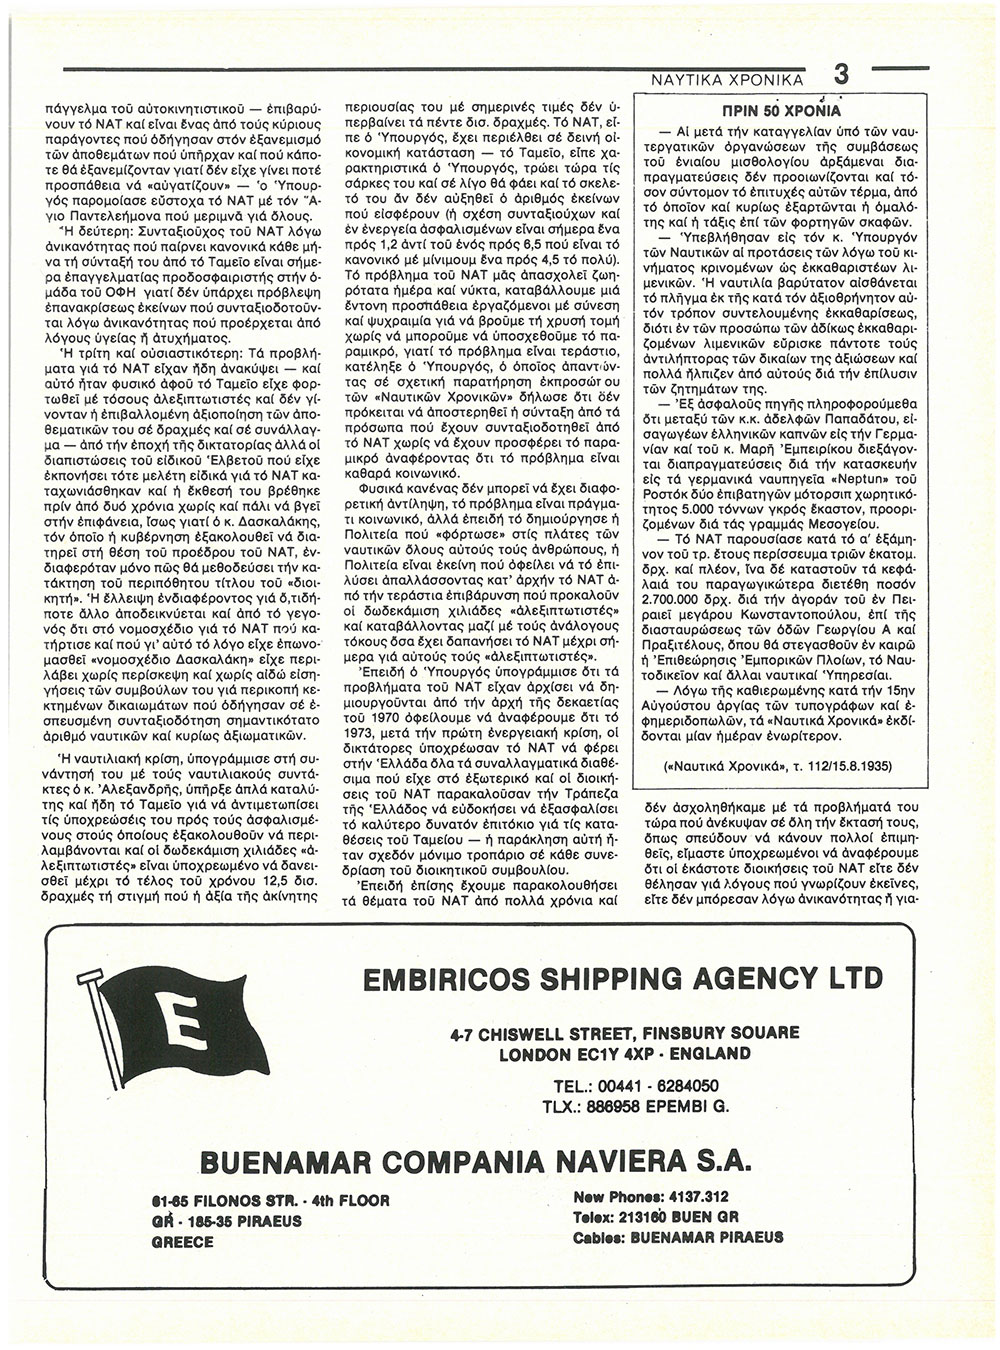 ΝΑΥΤΙΚΑ ΧΡΟΝΙΚΑ 3
πάγγελμα τοῦ αὐτοκινητιστικοῦ — ἐπιβαρύ-
νουν τό ΝΑΤ καί εἶναι ἕνας ἀπό τούς κύριους
παράγοντες πού ὁδήγησαν στόν ἐξανεμισμό
τῶν ἀποθεμάτων πού ὑπῆρχαν καί πού κάπο-
τε θά ἐξανεμίζονταν γιατί δέν εἶχε γίνει ποτέ
προσπάθεια νά «αὐγατίζουν» — ‘ο Ὑπουρ-
γός παρομοίασε εὔστοχα τό ΝΑΤ μέ τόν Ἅ-
γιο Παντελεήμονα πού μεριμνᾶ γιά ὅλους.
Ἡ δεύτερη: Συνταξιοῦχος τοῦ ΝΑΤ λόγω
ἀνικανότητας πού παίρνει κανονικά κάθε μή-
να τή σύνταξή του ἀπό τό Ταμεῖο εἶναι σήμε-
ρα ἐπαγγελματίας ποδοσφαιριστής στήν ὁ-
μάδα τοῦ ΟΦΗ γιατί δέν ὑπάρχει πρόβλεψη
ἐπανακρίσεως ἐκείνων πού συνταξιοδοτοῦν-
ται λόγω ἀνικανότητας πού προέρχεται ἀπό
λόγους ὑγείας ἤ ἀτυχήματος.
Ἡ τρίτη καί οὐσιαστικότερη: Τά προβλή-
ματα γιά τό ΝΑΤ εἶχαν ἤδη ἀνακύψει — καί
αὐτό ἦταν φυσικό ἀφοῦ τό Ταμεῖο εἶχε φορ-
τωθεῖ μέ τόσους ἀλεξιπτωτιστές καί δέν γί-
νονταν ἡ ἐπιβαλλομένη ἀξιοποίηση τῶν ἀπο-
θεματικῶν του σέ δραχμές καί σέ συνάλλαγ-
μα — ἀπό τήν ἐποχή τῆς δικτατορίας ἀλλά οἱ
διαπιστώσεις τοῦ εἰδικοῦ Ἑλβετοῦ πού εἶχε
ἐκπονήσει τότε μελέτη εἰδικά γιά τό ΝΑΤ κα-
ταχωνιάσθηκαν καί ἡ ἔκθεσή του βρέθηκε
πρίν ἀπό δυό χρόνια χωρίς καί πάλι νά βγεῖ
στήν ἐπιφάνεια, ἴσως γιατί ὁ κ. Δασκαλάκης,
τόν ὁποῖο ἡ κυβέρνηση ἐξακολουθεῖ νά δια-
τηρεῖ στή θέση τοῦ προέδρου τοῦ ΝΑΤ, ἐν-
διαφερόταν μόνο πῶς θά μεθοδεύσει τήν κα-
τάκτηση τοῦ περιπόθητου τίτλου τοῦ «διοι-
κητή». Ἡ ἔλλειψη ἐνδιαφέροντος γιά ὅ,τιδή-
ποτε ἄλλο ἀποδεικνύεται καί ἀπό τό γεγο-
νός ὅτι στό νομοσχέδιο γιά τό ΝΑΤ πού κα-
τήρτισε καί πού γι’ αὐτό τό λόγο εἶχε ἐπωνο-
μασθεῖ «νομοσχέδιο Δασκαλάκη» εἶχε περι-
λάβει χωρίς περίσκεψη καί χωρίς αἰδώ εἰση-
γήσεις τῶν συμβούλων του γιά περικοπή κε-
κτημένων δικαιωμάτων πού ὁδήγησαν σέ ἐ-
σπευσμένη συνταξιοδότηση σημαντικότατο
ἀριθμό ναυτικῶν καί κυρίως ἀξιωματικῶν.
Ἡ ναυτιλιακή κρίση, ὑπογράμμισε στή συ-
νάντησή του μέ τούς ναυτιλιακούς συντά-
κτες ὁ κ. Ἀλεξανδρῆς, ὑπῆρξε ἁπλά καταλύ-
της καί ἤδη τό Ταμεῖο γιά νά ἀντιμετωπίσει
τίς ὑποχρεώσεις του πρός τούς ἀσφαλισμέ-
νους στούς ὁποίους ἐξακολουθοῦν νά περι-
λαμβάνονται καί οἱ δωδεκάμιση χιλιάδες «ἀ-
λεξιπτωτιστές» εἶναι ὑποχρεωμένο νά δανει-
σθεῖ μέχρι τό τέλος τοῦ χρόνου 12,5 δισ.
δραχμές τή στιγμή πού ἡ ἀξία τῆς ἀκίνητης
περιουσίας του μέ σημερινές τιμές δέν ὑ-
περβαίνει τά πέντε δισ. δραχμές. Τό ΝΑΤ, εἶ-
πε ὁ Ὑπουργός, ἔχει περιέλθει σέ δεινή οἰ-
κονομική κατάσταση — τό Ταμεῖο, εἶπε χα-
ρακτηριστικά ὁ Ὑπουργός, τρώει τώρα τίς
σάρκες του καί σέ λίγο θά φάει καί τό σκελε-
τό του ἄν δέν αὐξηθεῖ ὁ ἀριθμός ἐκείνων
πού εἰσφέρουν (ἡ σχέση συνταξιούχων καί
ἐν ἐνεργεία ἀσφαλισμένων εἶναι σήμερα ἕνα
πρός 1,2 ἀντί τοῦ ἑνός πρός 6,5 πού εἶναι τό
κανονικό μέ μίνιμουμ ἕνα πρός 4,5 τό πολύ).
Τό πρόβλημα τοῦ ΝΑΤ μᾶς ἀπασχολεῖ ζωη-
ρότατα ἡμέρα καί νύκτα, καταβάλλουμε μιά
ἔντονη προσπάθεια ἐργαζόμενοι μέ σύνεση
καί ψυχραιμία γιά νά βροῦμε τή χρυσή τομή
χωρίς νά μποροῦμε νά ὑποσχεθοῦμε τό πα-
ραμικρό, γιατί τό πρόβλημα εἶναι τεράστιο,
κατέληξε ὁ Ὑπουργός, ὁ ὁποῖος ἀπαντών-
τας σέ σχετική παρατήρηση ἐκπροσώπου
τῶν «Ναυτικῶν Χρονικῶν» δήλωσε ὅτι δέν
πρόκειται νά ἀποστερηθεῖ ἡ σύνταξη ἀπό τά
πρόσωπα πού ἔχουν συνταξιοδοτηθεῖ ἀπό
τό ΝΑΤ χωρίς νά ἔχουν προσφέρει τό παρα-
μικρό ἀναφέροντας ὅτι τό πρόβλημα εἶναι
καθαρά κοινωνικό.
Φυσικά κανένας δέν μπορεῖ νά ἔχει διαφο-
ρετική ἀντίληψη, τό πρόβλημα εἶναι πράγμα-
τι κοινωνικό, ἀλλά ἐπειδή τό δημιούργησε ἡ
Πολιτεία πού «φόρτωσε» στίς πλάτες τῶν
ναυτικῶν ὅλους αὐτούς τούς ἀνθρώπους, ἡ
Πολιτεία εἶναι ἐκείνη πού ὀφείλει νά τό ἐπι-
λύσει ἀπαλλάσσοντας κατ’ ἀρχήν τό ΝΑΤ ἀ-
πό τήν τεράστια ἐπιβάρυνση πού προκαλοῦν
οἱ δωδεκάμιση χιλιάδες «ἀλεξιπτωτιστές»
καί καταβάλλοντας μαζί μέ τούς ἀνάλογους
τόκους ὅσα ἔχει δαπανήσει τό ΝΑΤ μέχρι σή-
μερα γιά αὐτούς τούς «ἀλεξιπτωτιστές».
Ἐπειδή ὁ Ὑπουργός ὑπογράμμισε ὅτι τά
προβλήματα τοῦ ΝΑΤ εἶχαν ἀρχίσει νά δη-
μιουργοῦνται ἀπό τήν ἀρχή τῆς δεκαετίας
τοῦ 1970 ὀφείλουμε νά ἀναφέρουμε ὅτι τό
1973, μετά τήν πρώτη ἐνεργειακή κρίση, οἱ
δικτάτορες ὑποχρέωσαν τό ΝΑΤ νά φέρει
στήν Ἑλλάδα ὅλα τά συναλλαγματικά διαθέ-
σιμα πού εἶχε στό ἐξωτερικό καί οἱ διοική-
σεις τοῦ ΝΑΤ παρακαλοῦσαν τήν Τράπεζα
τῆς Ἑλλάδος νά εὐδοκήσει νά ἐξασφαλίσει
τό καλύτερο δυνατόν ἐπιτόκιο γιά τίς κατα-
θέσεις τοῦ Ταμείου — ἡ παράκληση αὐτή ἦ-
ταν σχεδόν μόνιμο τροπάριο σέ κάθε συνε-
δρίαση τοῦ διοικητικοῦ συμβουλίου.
Ἐπειδή ἐπίσης ἔχουμε παρακολουθήσει
τά θέματα τοῦ ΝΑΤ ἀπό πολλά χρόνια καί
ΠΡΙΝ 50 ΧΡΟΝΙΑ
— Αἱ μετά τήν καταγγελίαν ὑπό τῶν ναυ-
τεργατικῶν ὀργανώσεων τῆς συμβάσεως
τοῦ ἑνιαίου μισθολογίου ἀρξάμεναι δια-
πραγματεύσεις δέν προοιωνίζονται καί τό-
σον σύντομον τό ἐπιτυχές αὐτῶν τέρμα, ἀπό
τό ὁποῖον καί κυρίως ἐξαρτῶνται ἡ ὁμαλό-
της καί ἡ τάξις ἐπί τῶν φορτηγῶν σκαφῶν.
— Ὑπεβλήθησαν εἰς τόν κ. Ὑπουργόν
τῶν Ναυτικῶν αἱ προτάσεις τῶν λόγω τοῦ κι-
νήματος κρινομένων ὡς ἐκκαθαριστέων λι-
μενικῶν. Ἡ ναυτιλία βαρύτατον αἰσθάνεται
τό πλῆγμα ἐκ τῆς κατά τόν ἀξιοθρήνητον αὐ-
τόν τρόπον συντελουμένης ἐκκαθαρίσεως,
διότι ἐν τῶν προσώπω τῶν ἀδίκως ἐκκαθαρι-
ζομένων λιμενικῶν εὕρισκε πάντοτε τούς
ἀντιλήπτορας τῶν δικαίων της ἀξιώσεων καί
πολλά ἤλπιζεν ἀπό αὐτούς διά τήν ἐπίλυσιν
τῶν ζητημάτων της.
— Ἐξ ἀσφαλοῦς πηγῆς πληροφορούμεθα
ὅτι μεταξύ τῶν κ.κ. ἀδελφῶν Παπαδάτου, εἰ-
σαγωγέων ἑλληνικῶν καπνῶν εἰς τήν Γερμα-
νίαν καί τοῦ κ. Μαρῆ Ἐμπειρίκου διεξάγον-
ται διαπραγματεύσεις διά τήν κατασκευήν
εἰς τά γερμανικά ναυπηγεῖα «Neptun» τοῦ
Ροστόκ δύο ἐπιβατηγῶν μότορσιπ χωρητικό-
τητος 5.000 τόννων γκρός ἕκαστον, προορι-
ζομένων διά τάς γραμμάς Μεσογείου.
— Τό ΝΑΤ παρουσίασε κατά τό α΄ ἑξάμη-
νον τοῦ τρ. ἔτους περίσσευμα τριῶν ἑκατομ.
δρχ. καί πλέον, ἵνα δέ καταστοῦν τά κεφά-
λαιά του παραγωγικώτερα διετέθη ποσόν
2.700.000 δρχ. διά τήν ἀγοράν τοῦ ἐν Πει-
ραιεῖ μεγάρου Κωνσταντοπούλου, ἐπί τῆς
διασταυρώσεως τῶν ὁδῶν Γεωργίου Α καί
Πραξιτέλους, ὅπου θά στεγασθοῦν ἐν καιρῶ
ἡ Ἐπιθεώρησις Ἐμπορικῶν Πλοίων, τό Ναυ-
τοδικεῖον καί ἄλλαι ναυτικαί Ὑπηρεσίαι.
— Λόγω τῆς καθιερωμένης κατά τήν 15ην
Αὐγούστου ἀργίας τῶν τυπογράφων καί ἐ-
φημεριδοπωλῶν, τά «Ναυτικά Χρονικά» ἐκδί-
δονται μίαν ἡμέραν ἐνωρίτερον.
(«Ναυτικά Χρονικά», τ. 112/15.8.1935)
δέν ἀσχοληθήκαμε μέ τά προβλήματά του
τώρα πού ἀνέκυψαν σέ ὅλη τήν ἔκτασή τους,
ὅπως σπεύδουν νά κάνουν πολλοί ἐπιμη-
θεῖς, εἴμαστε ὑποχρεωμένοι νά ἀναφέρουμε
ὅτι οἱ ἑκάστοτε διοικήσεις τοῦ ΝΑΤ εἴτε δέν
θέλησαν γιά λόγους πού γνωρίζουν ἐκεῖνες,
εἴτε δέν μπόρεσαν λόγω ἀνικανότητας ἤ για-
E
EMBIRICOS SHIPPING AGENCY LTD
4-7 CHISWELL STREET, FINSBURY SOUARE
LONDON EC1Y 4XP - ENGLAND
TEL.: 00441 - 6284050
TLX.: 886958 EPEMBI G.
BUENAMAR COMPANIA NAVIERA S.A.
61-65 FILONOS STR. - 4th FLOOR
GR - 185-35 PIRAEUS
GREECE
New Phones: 4137.312
Telex: 213160 BUEN GR
Cables: BUENAMAR PIRAEUS